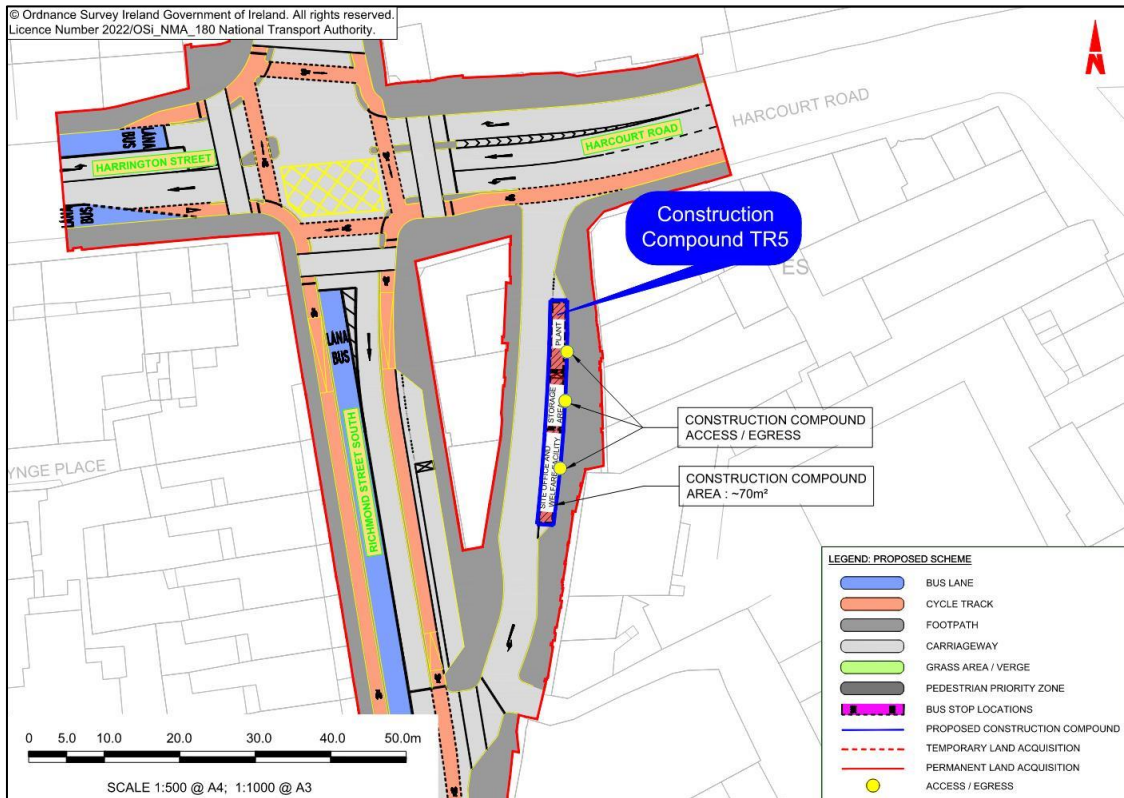 © Ordnance Survey Ireland Government of Ireland. All rights reserved.
Licence Number 2022/OSi_NMA_180 National Transport Authority.
N
HARCOURT ROAD
LANA
BUS
HARRINGTON STREET
HARCOURT ROAD
LANA
BUS
Construction
Compound TR5
ES
PLANT
LANA
BUS
STORAGE
AREA
CONSTRUCTION COMPOUND
ACCESS / EGRESS
YNGE PLACE
RICHMOND STREET SOUTH
SITE OFFICE AND
WELFARE FACILITY
CONSTRUCTION COMPOUND
AREA : ~70m²
LEGEND: PROPOSED SCHEME
BUS LANE
CYCLE TRACK
FOOTPATH
CARRIAGEWAY
GRASS AREA / VERGE
PEDESTRIAN PRIORITY ZONE
BUS STOP LOCATIONS
PROPOSED CONSTRUCTION COMPOUND
TEMPORARY LAND ACQUISITION
PERMANENT LAND ACQUISITION
ACCESS / EGRESS
0 5.0 10.0 20.0 30.0 40.0 50.0m
SCALE 1:500 @ A4; 1:1000 @ A3